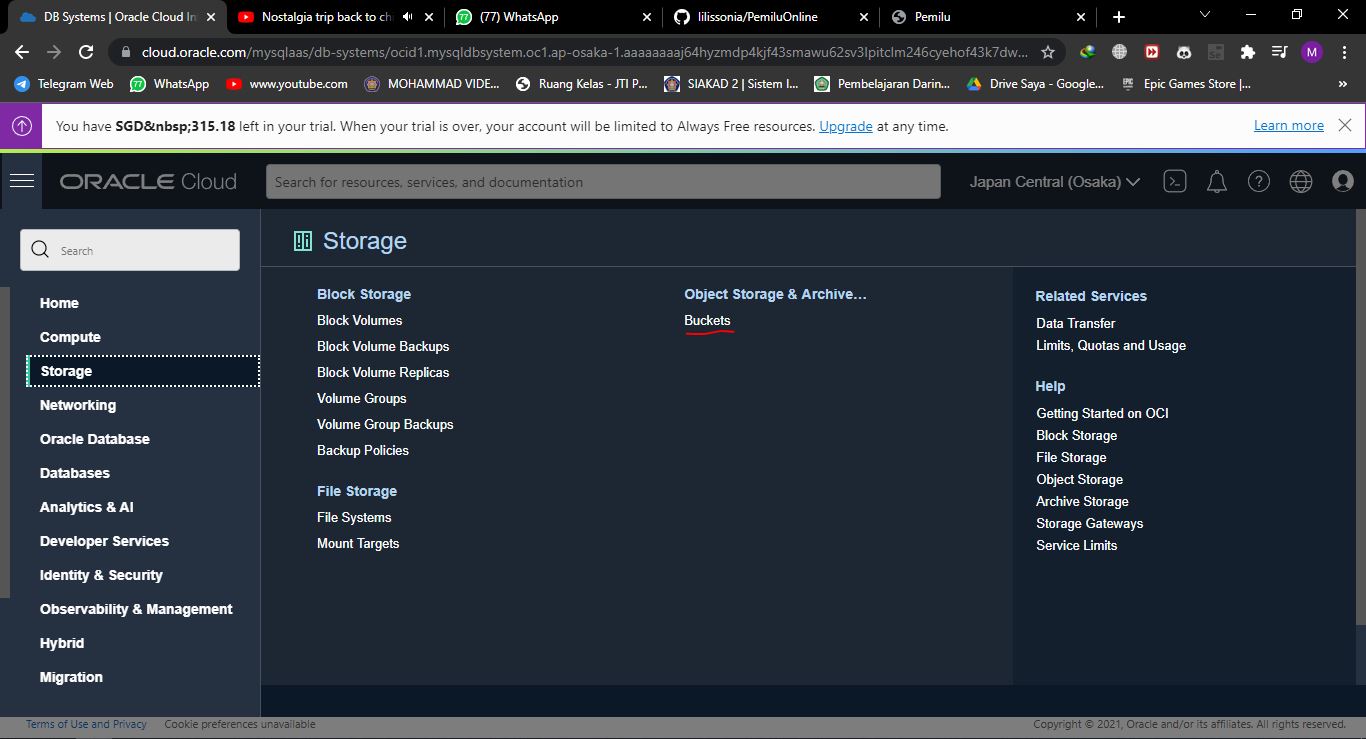 DB Systems | Oracle Cloud In
Nostalgia trip back to ch
(77) WhatsApp
lilissonia/PemiluOnline
Pemilu
cloud.oracle.com/mysqlaas/db-systems/ocid1.mysqldbsystem.oc1.ap-osaka-1.aaaaaaaaj64hyzmdp4kjf43smawu62sv3lpitclm246cyehof43k7dw...
M
Telegram Web
WhatsApp
www.youtube.com
MOHAMMAD VIDE...
Ruang Kelas - JTI P...
SIAKAD 2 | Sistem I...
Pembelajaran Darin...
Drive Saya - Google...
Epic Games Store |...
»
You have SGD&nbsp;315.18 left in your trial. When your trial is over, your account will be limited to Always Free resources. Upgrade at any time.
Learn more
ORACLE Cloud
Search for resources, services, and documentation
Japan Central (Osaka)
Search
Home
Compute
Storage
Networking
Oracle Database
Databases
Analytics & AI
Developer Services
Identity & Security
Observability & Management
Hybrid
Migration
Storage
Block Storage
Block Volumes
Block Volume Backups
Block Volume Replicas
Volume Groups
Volume Group Backups
Backup Policies
File Storage
File Systems
Mount Targets
Object Storage & Archive...
Buckets
Related Services
Data Transfer
Limits, Quotas and Usage
Help
Getting Started on OCI
Block Storage
File Storage
Object Storage
Archive Storage
Storage Gateways
Service Limits
Terms of Use and Privacy
Cookie preferences unavailable
Copyright © 2021, Oracle and/or its affiliates. All rights reserved.